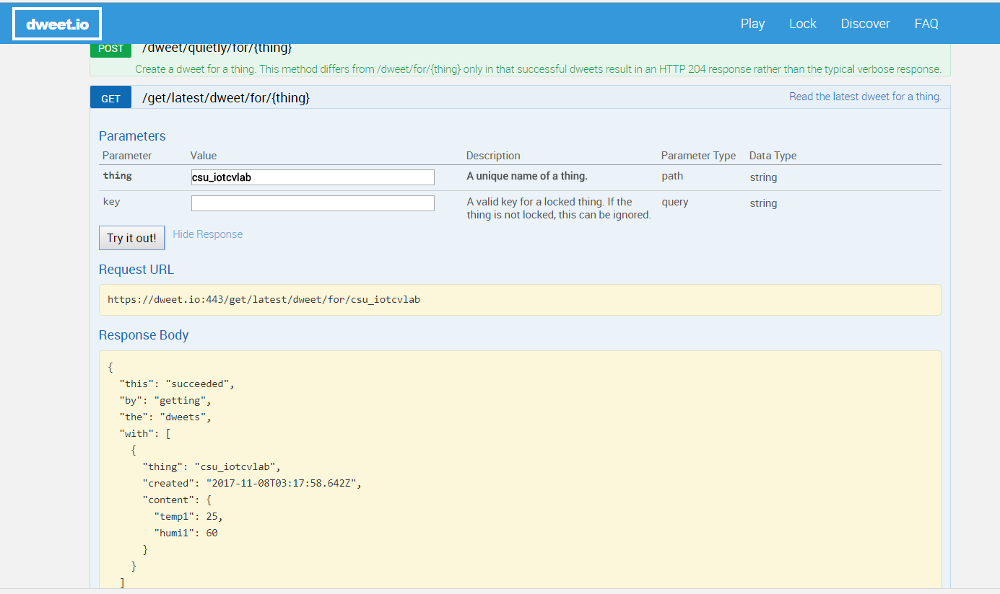 dweet.io
Play Lock Discover FAQ
POST /dweet/quietly/for/{thing}
Create a dweet for a thing. This method differs from /dweet/for/{thing} only in that successful dweets result in an HTTP 204 response rather than the typical verbose response.
GET /get/latest/dweet/for/{thing} Read the latest dweet for a thing.
Parameters
Parameter Value Description Parameter Type Data Type
thing csu_iotcvlab A unique name of a thing. path string
key A valid key for a locked thing. If the query string
thing is not locked, this can be ignored.
Try it out! Hide Response
Request URL
https://dweet.io:443/get/latest/dweet/for/csu_iotcvlab
Response Body
{
"this": "succeeded",
"by": "getting",
"the": "dweets",
"with": [
{
"thing": "csu_iotcvlab",
"created": "2017-11-08T03:17:58.642Z",
"content": {
"temp1": 25,
"humi1": 60
}
}
]